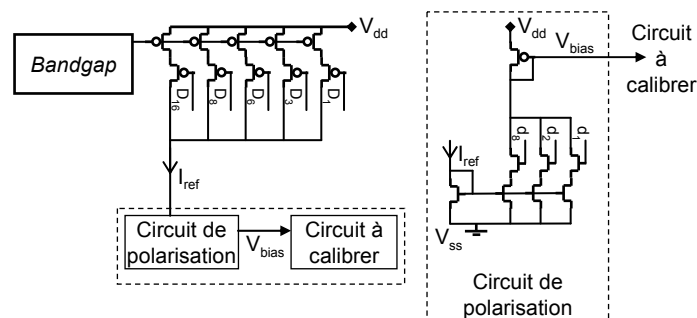 V_dd
Bandgap
D_16
D_8
D_6
D_3
D_1
I_ref
Circuit de
polarisation
V_bias
Circuit à
calibrer
V_dd
V_bias
Circuit
à
calibrer
d_8
d_2
d_1
I_ref
V_ss
Circuit de
polarisation